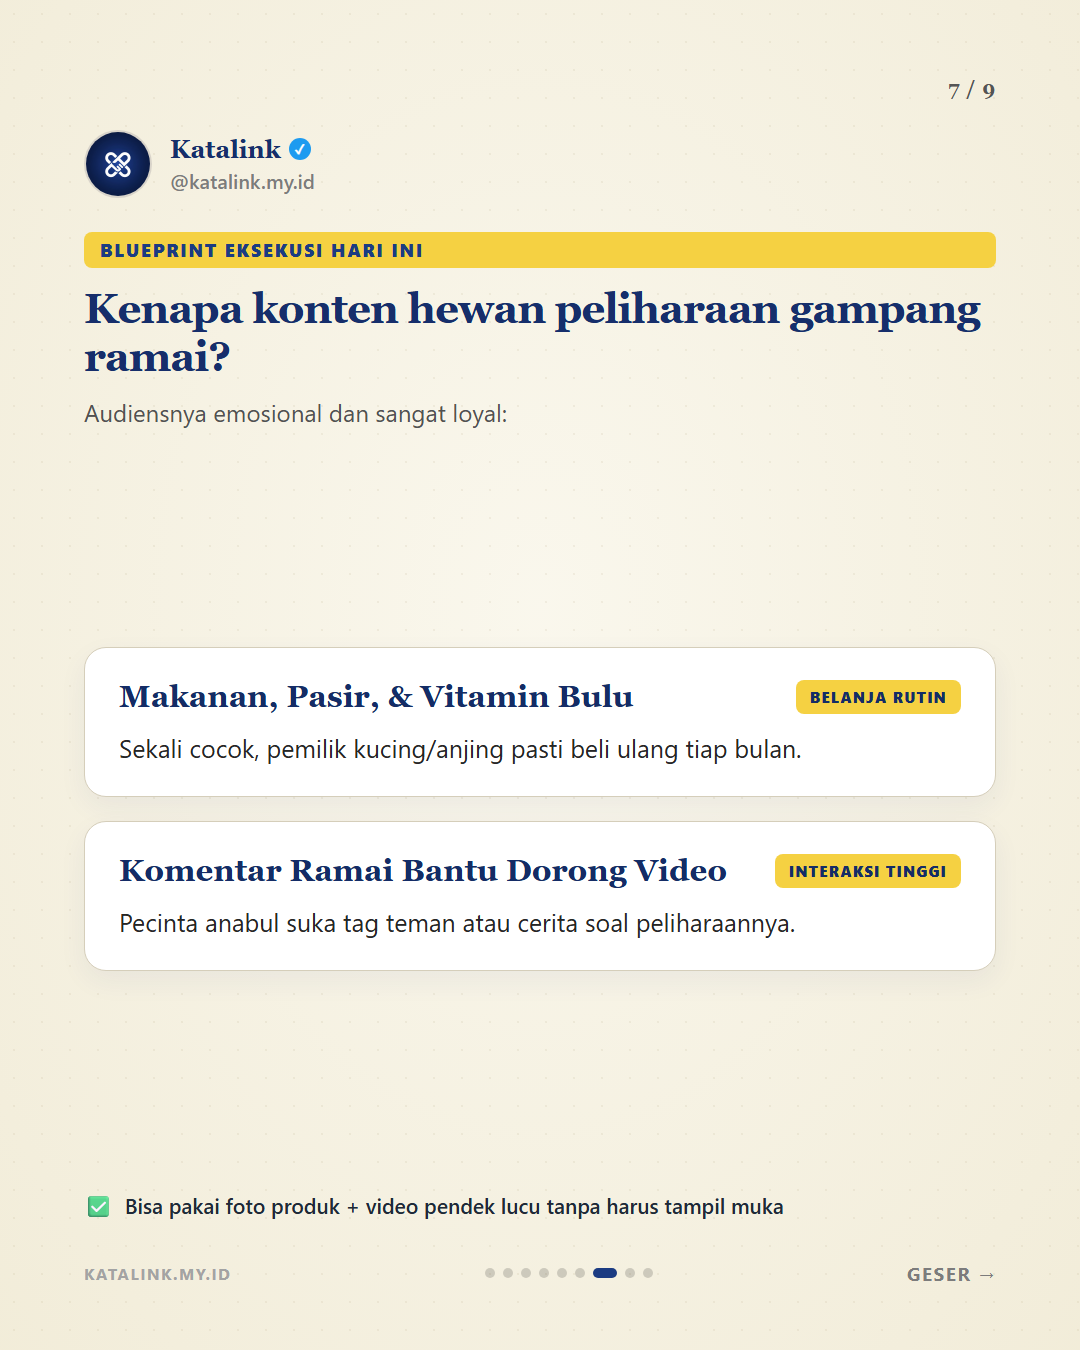 7 / 9
Katalink
@katalink.my.id
BLUEPRINT EKSEKUSI HARI INI
Kenapa konten hewan peliharaan gampang
ramai?
Audiensnya emosional dan sangat loyal:
Makanan, Pasir, & Vitamin Bulu
BELANJA RUTIN
Sekali cocok, pemilik kucing/anjing pasti beli ulang tiap bulan.
Komentar Ramai Bantu Dorong Video
INTERAKSI TINGGI
Pecinta anabul suka tag teman atau cerita soal peliharaannya.
✅ Bisa pakai foto produk + video pendek lucu tanpa harus tampil muka
KATALINK.MY.ID
GESER →